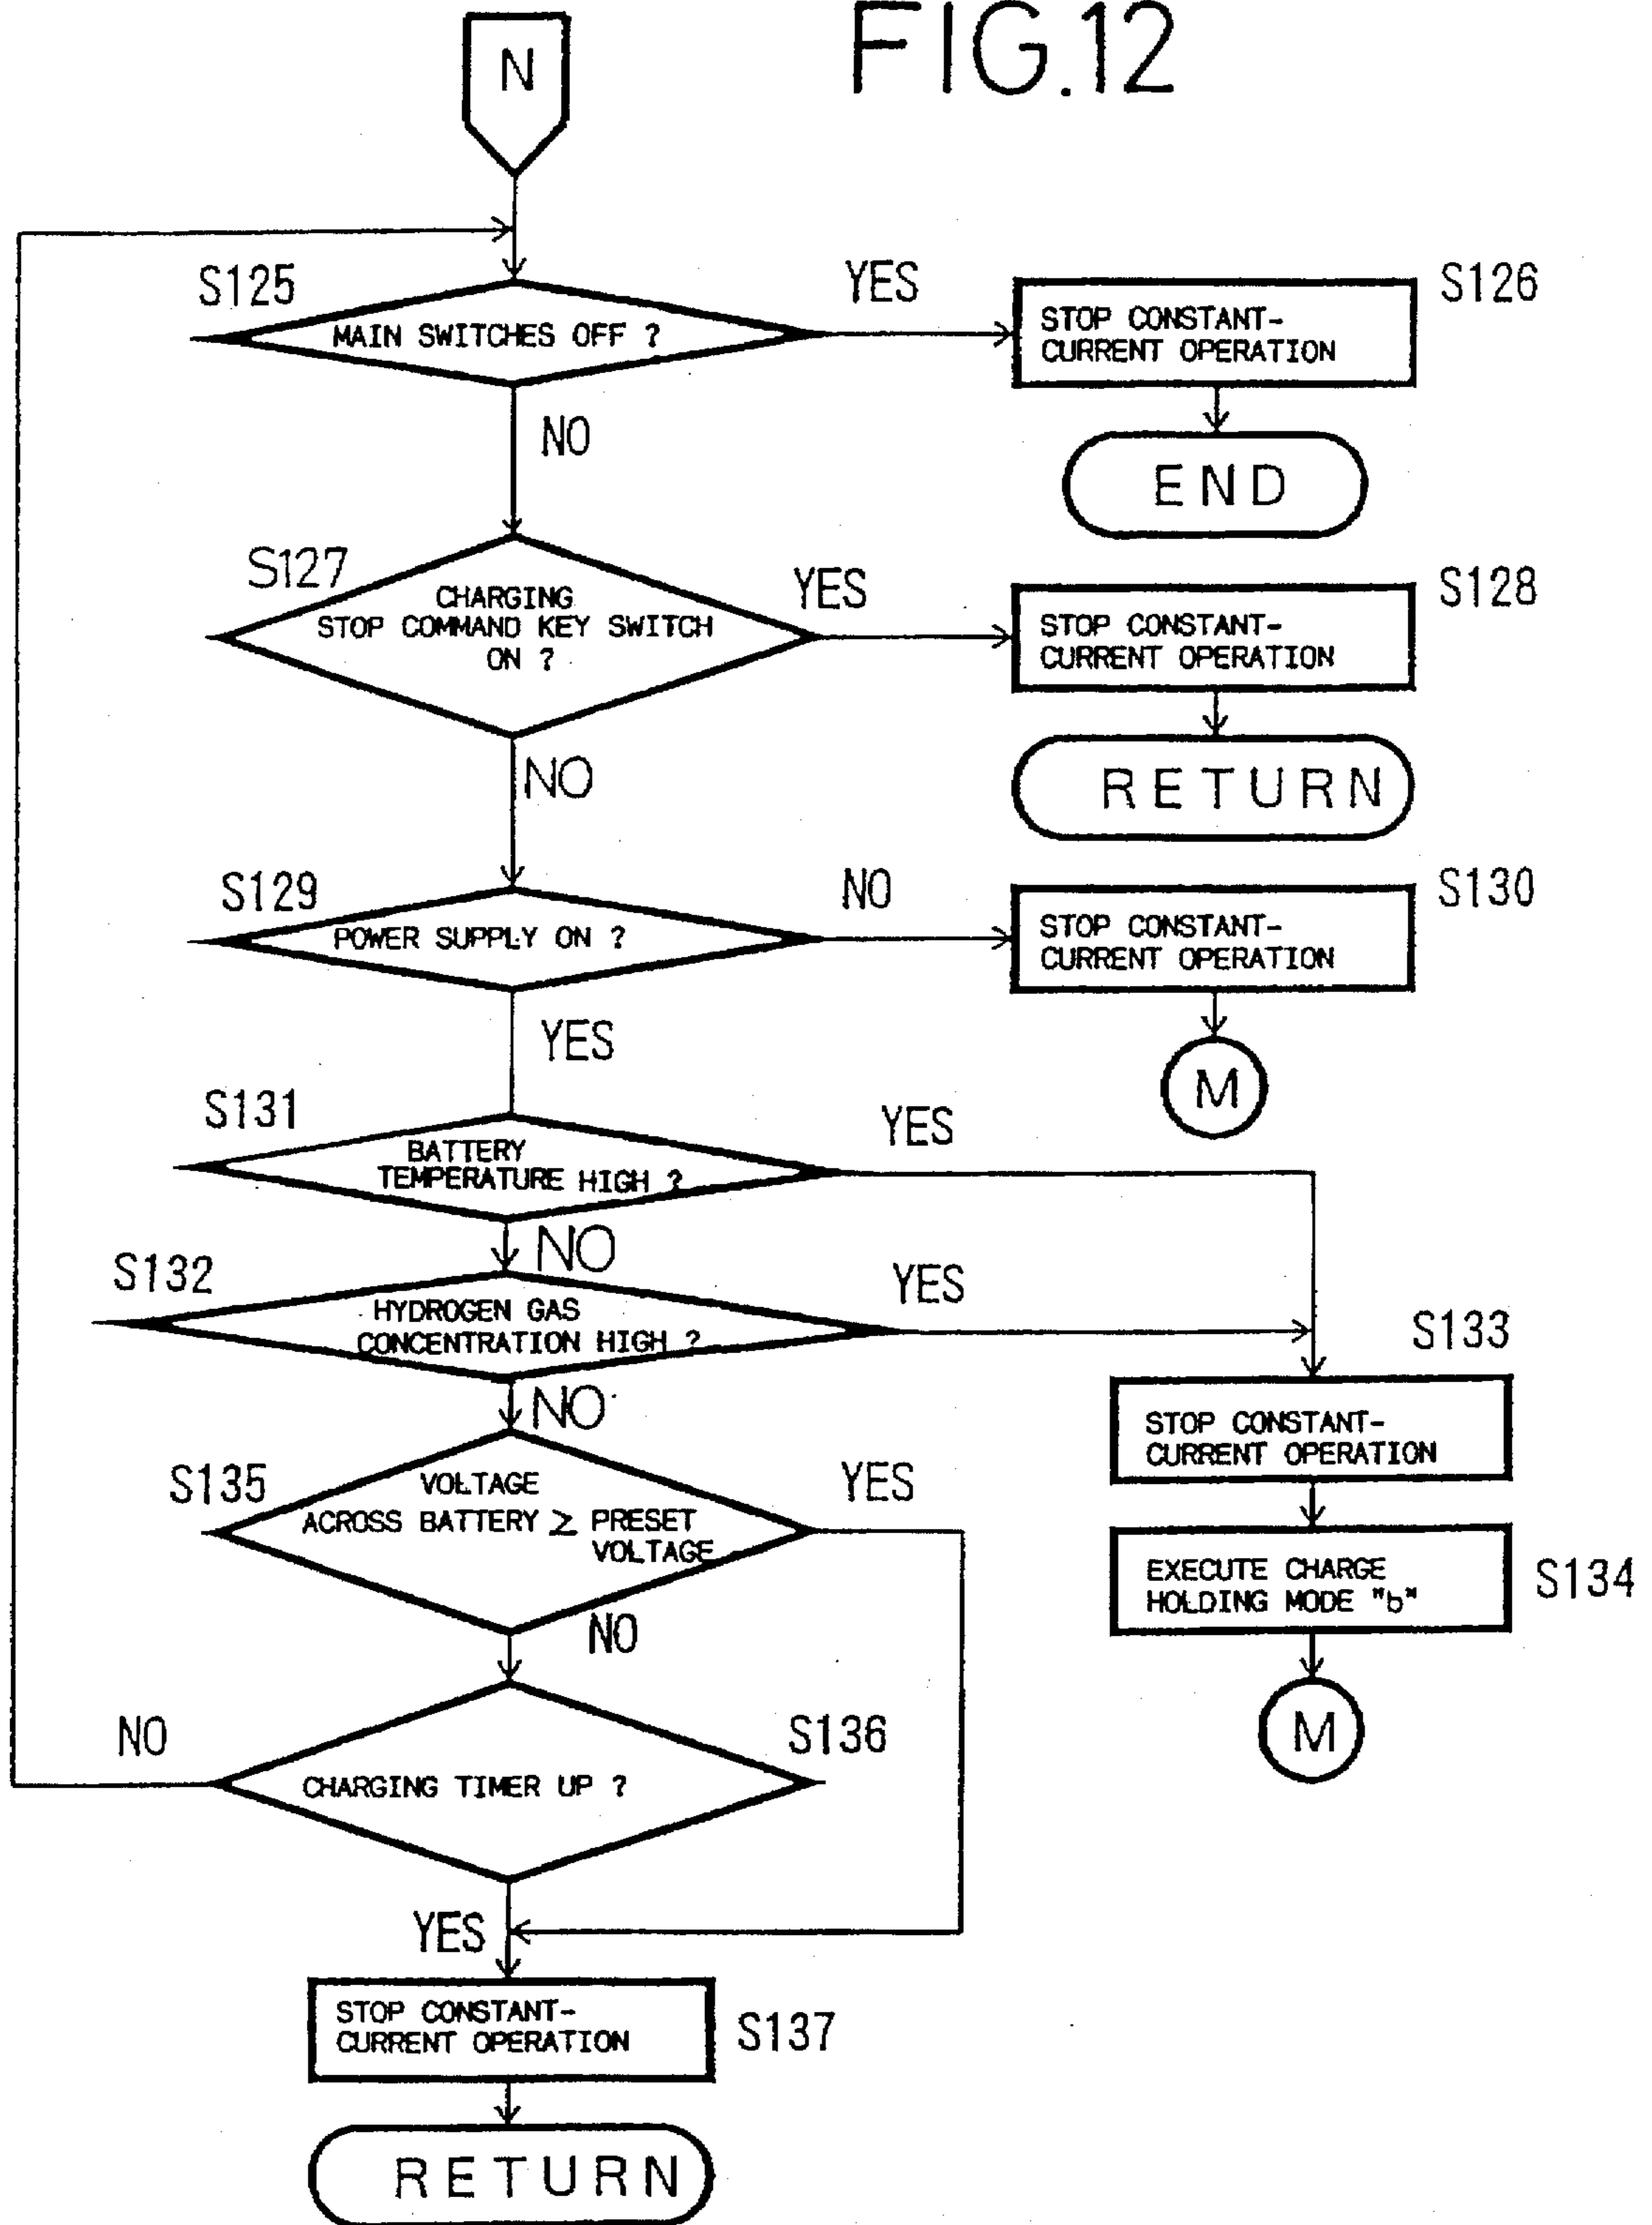 FIG.12
N
S125
MAIN SWITCHES OFF ?
YES
S126
STOP CONSTANT-
CURRENT OPERATION
END
NO
S127
CHARGING
STOP COMMAND KEY SWITCH
ON ?
YES
S128
STOP CONSTANT-
CURRENT OPERATION
RETURN
NO
S129
POWER SUPPLY ON ?
NO
S130
STOP CONSTANT-
CURRENT OPERATION
M
YES
S131
BATTERY
TEMPERATURE HIGH ?
YES
NO
S132
HYDROGEN GAS
CONCENTRATION HIGH ?
YES
S133
STOP CONSTANT-
CURRENT OPERATION
EXECUTE CHARGE
HOLDING MODE "b"
S134
M
NO
S135
VOLTAGE
ACROSS BATTERY ≥ PRESET
VOLTAGE
YES
NO
S136
CHARGING TIMER UP ?
NO
YES
STOP CONSTANT-
CURRENT OPERATION
S137
RETURN